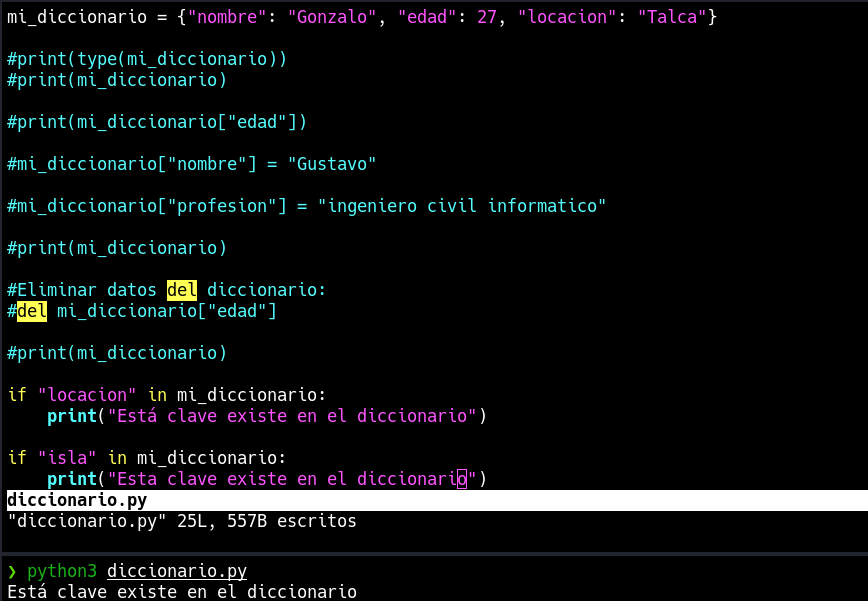 mi_diccionario = {"nombre": "Gonzalo", "edad": 27, "locacion": "Talca"}
#print(type(mi_diccionario))
#print(mi_diccionario)
#print(mi_diccionario["edad"])
#mi_diccionario["nombre"] = "Gustavo"
#mi_diccionario["profesion"] = "ingeniero civil informatico"
#print(mi_diccionario)
#Eliminar datos del diccionario:
#del mi_diccionario["edad"]
#print(mi_diccionario)
if "locacion" in mi_diccionario:
    print("Está clave existe en el diccionario")
if "isla" in mi_diccionario:
    print("Esta clave existe en el diccionario")
diccionario.py
"diccionario.py" 25L, 557B escritos
❯ python3 diccionario.py
Está clave existe en el diccionario